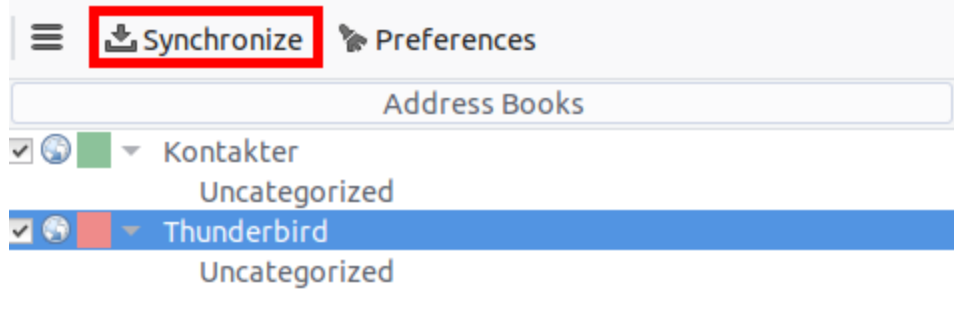 Synchronize Preferences
Address Books
Kontakter
Uncategorized
Thunderbird
Uncategorized